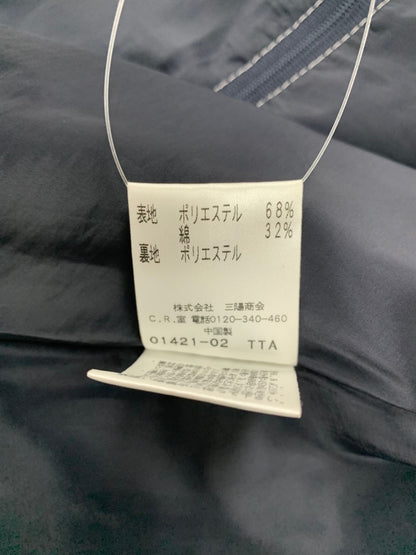 表地 ポリエステル 68%
綿 32%
裏地 ポリエステル
株式会社 三陽商会
C.R.室 電話0120-340-460
中国製
01421-02 TTA